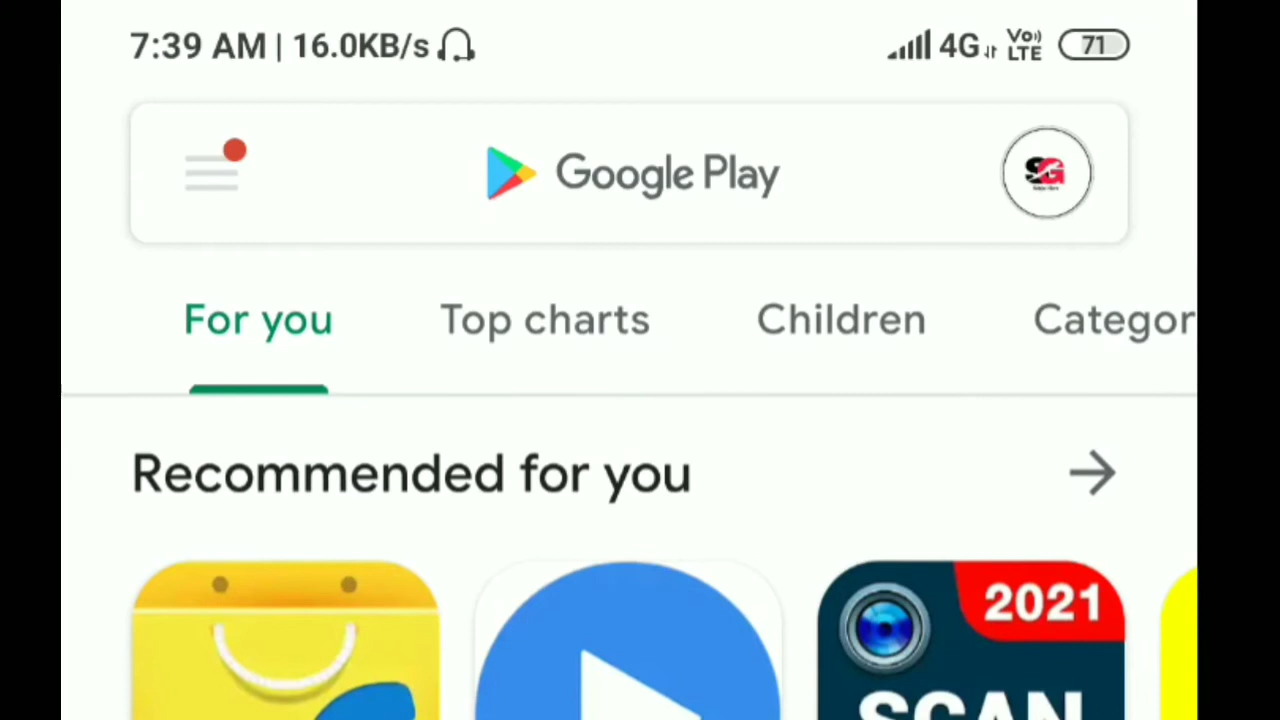 7:39 AM | 16.0KB/s 4G Vo) LTE 71
Google Play
SG
For you Top charts Children Categor
Recommended for you
2021
SCAN